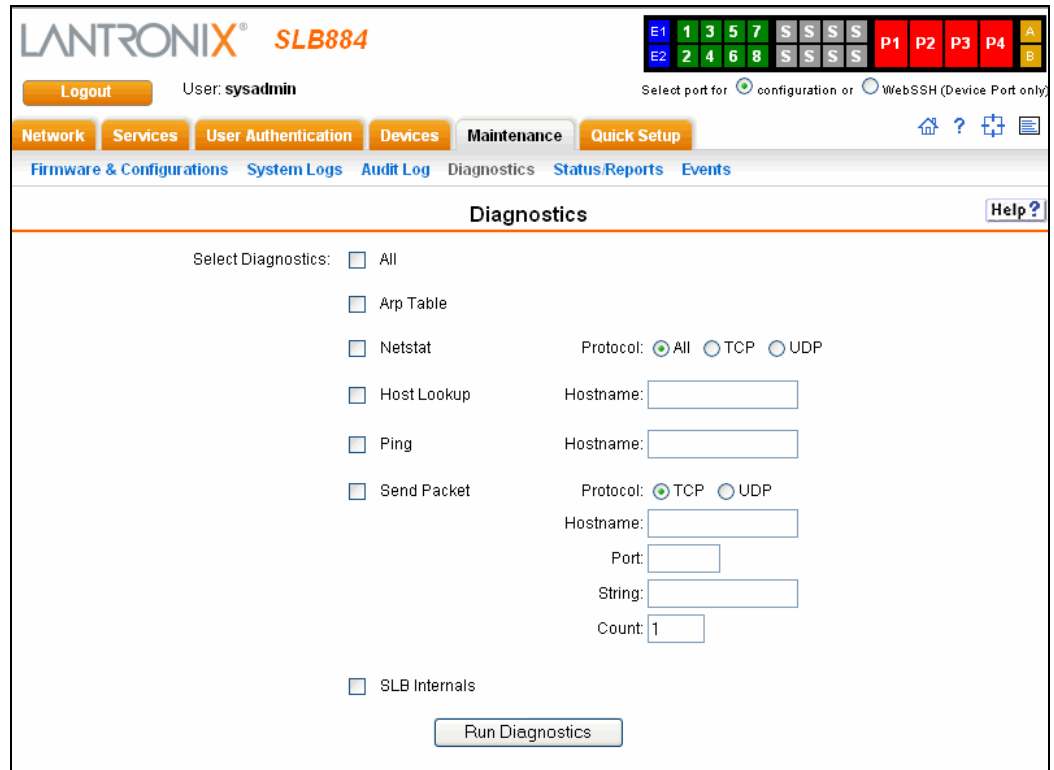 LANTRONIX® SLB884
E1 1 3 5 7 S S S S P1 P2 P3 P4 A
E2 2 4 6 8 S S S S B
Logout User: sysadmin Select port for configuration or WebSSH (Device Port only)
Network Services User Authentication Devices Maintenance Quick Setup ?
Firmware & Configurations System Logs Audit Log Diagnostics Status/Reports Events
Diagnostics Help?
Select Diagnostics: All
Arp Table
Netstat Protocol: All TCP UDP
Host Lookup Hostname:
Ping Hostname:
Send Packet Protocol: TCP UDP
Hostname:
Port:
String:
Count: 1
SLB Internals
Run Diagnostics